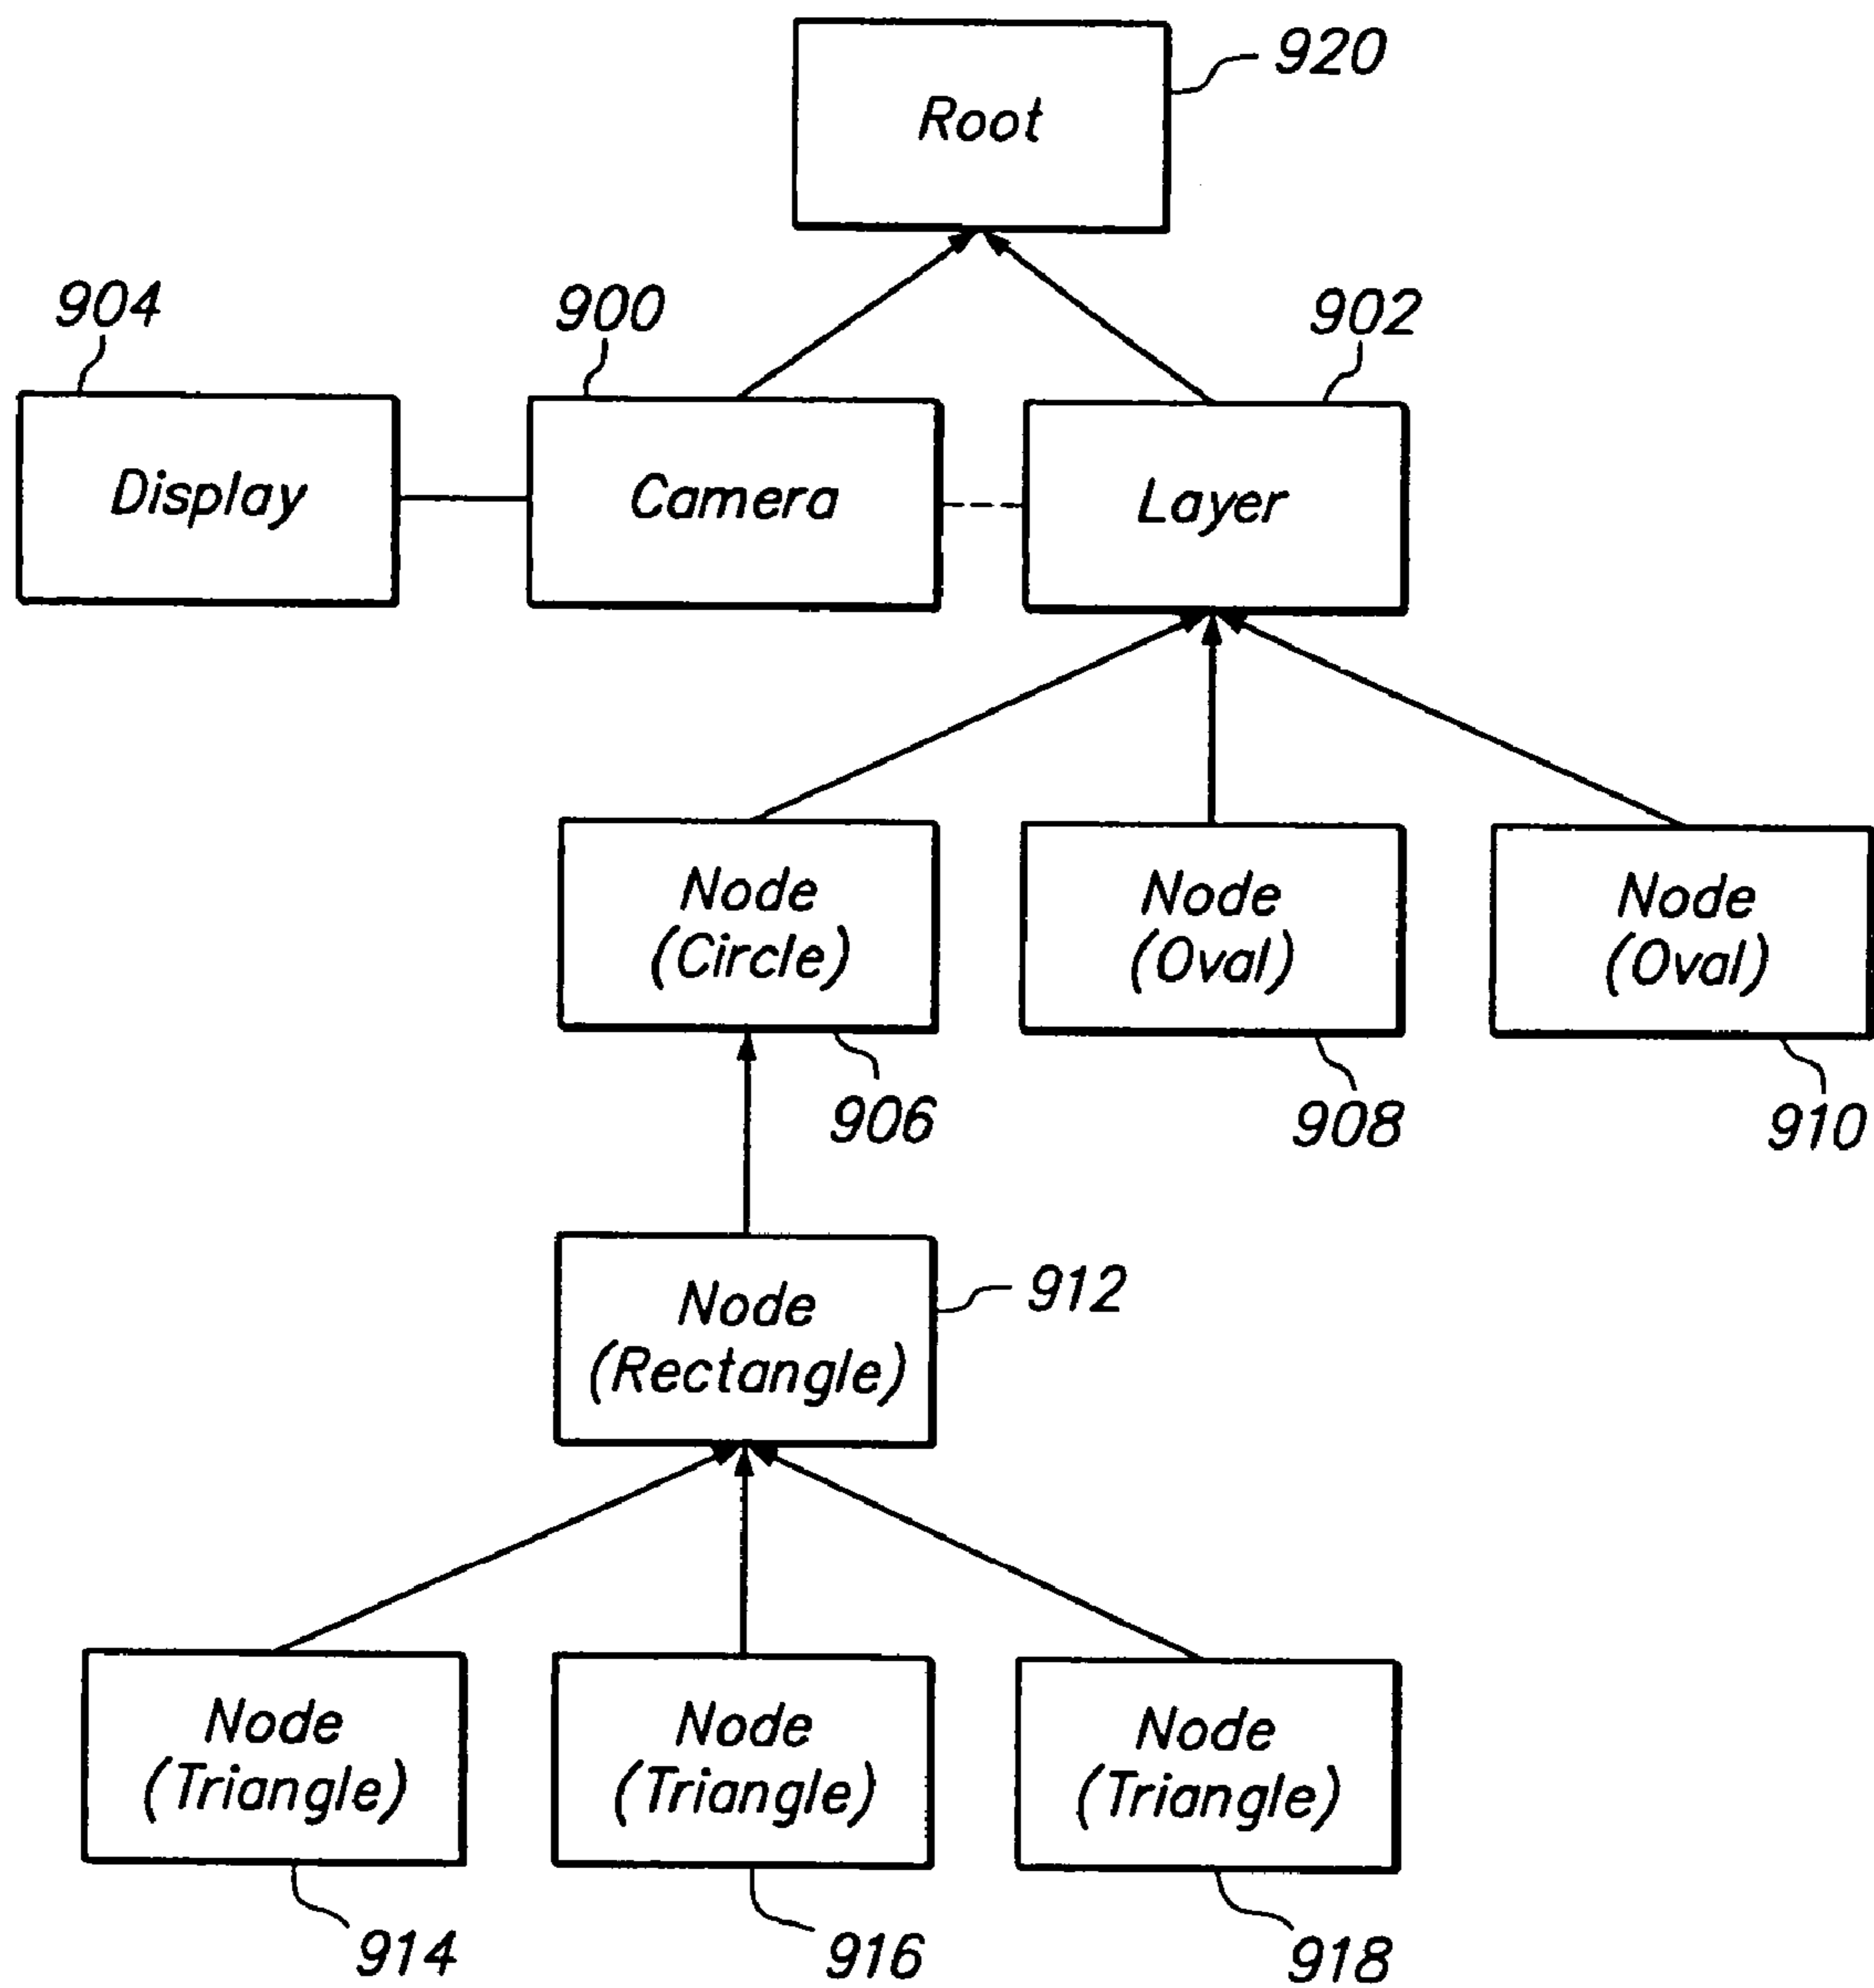 920
Root
904
900
902
Display
Camera
Layer
Node
(Circle)
Node
(Oval)
Node
(Oval)
906
908
910
Node
(Rectangle)
912
Node
(Triangle)
Node
(Triangle)
Node
(Triangle)
914
916
918